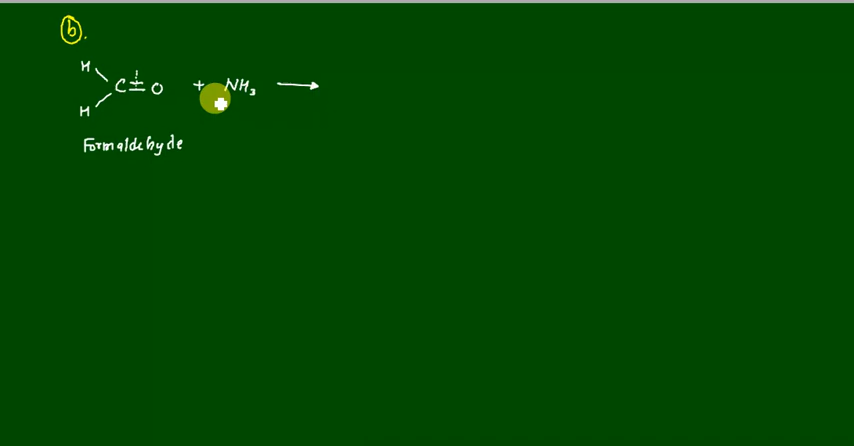 b.
H
C = O + NH₃ ⟶
H
Formaldehyde